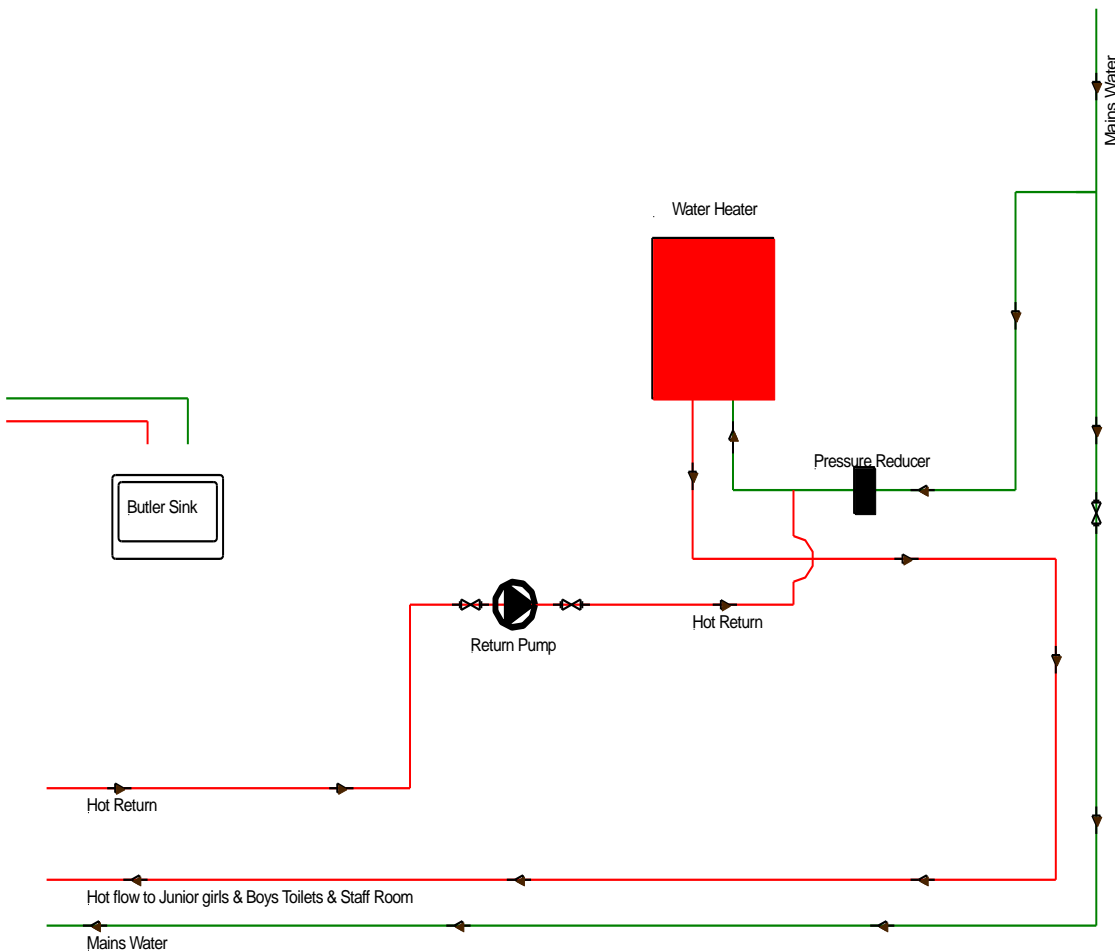 Mains Water
Water Heater
Pressure Reducer
Butler Sink
Hot Return
Return Pump
Hot Return
Hot flow to Junior girls & Boys Toilets & Staff Room
Mains Water